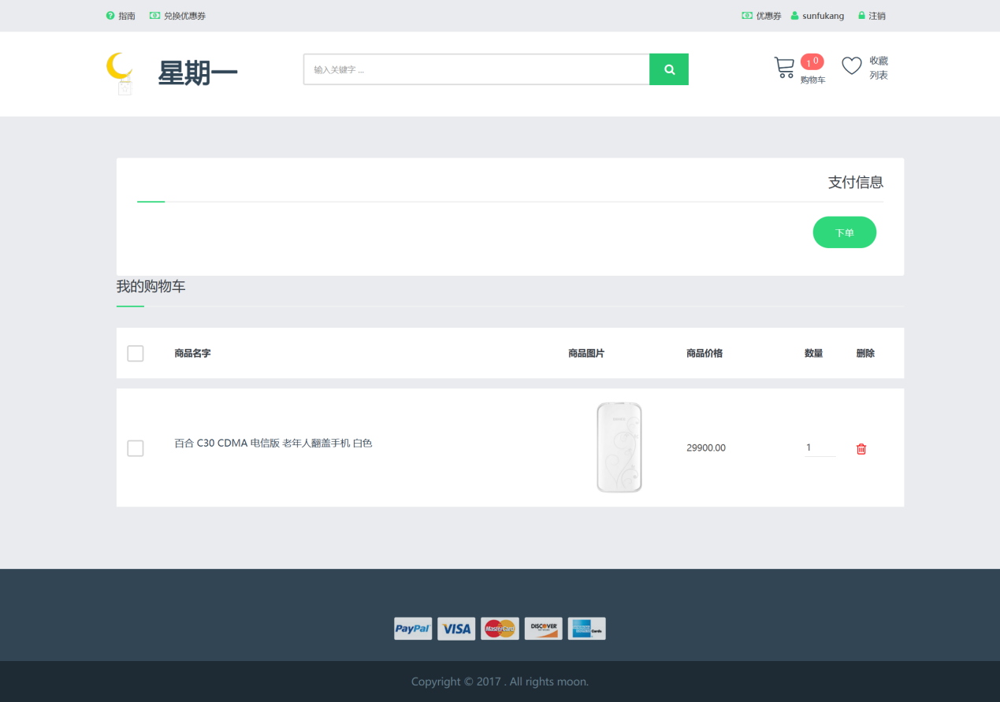 指南 兑换优惠券 优惠券 sunfukang 注销
星期一
输入关键字 ...
1 0
购物车
收藏
列表
支付信息
下单
我的购物车
商品名字 商品图片 商品价格 数量 删除
百合 C30 CDMA 电信版 老年人翻盖手机 白色 29900.00 1
PayPal VISA MasterCard DISCOVER
Copyright © 2017 . All rights moon.